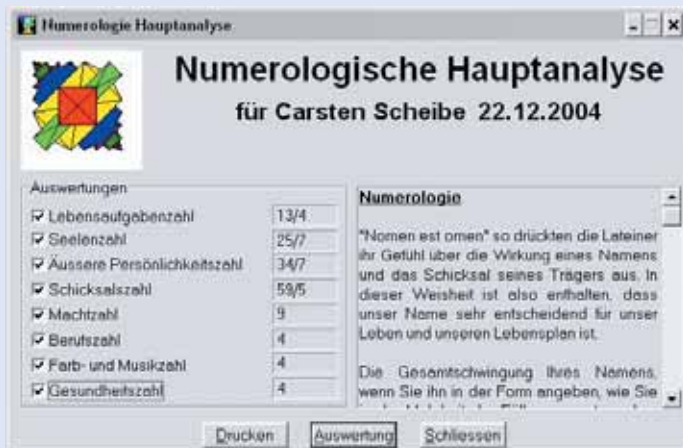 Numerologie Hauptanalyse
Numerologische Hauptanalyse
für Carsten Scheibe 22.12.2004
Auswertungen
Lebensaufgabenzahl 13/4
Seelenzahl 25/7
Äussere Persönlichkeitszahl 34/7
Schicksalszahl 59/5
Machtzahl 9
Berufszahl 4
Farb- und Musikzahl 4
Gesundheitszahl 4
Numerologie
"Nomen est omen" so drückten die Lateiner
ihr Gefühl über die Wirkung eines Namens
und das Schicksal seines Trägers aus. In
dieser Weisheit ist also enthalten, dass
unser Name sehr entscheidend für unser
Leben und unseren Lebensplan ist.
Die Gesamtschwingung Ihres Namens,
wenn Sie ihn in der Form angeben, wie Sie
Drucken Auswertung Schliessen